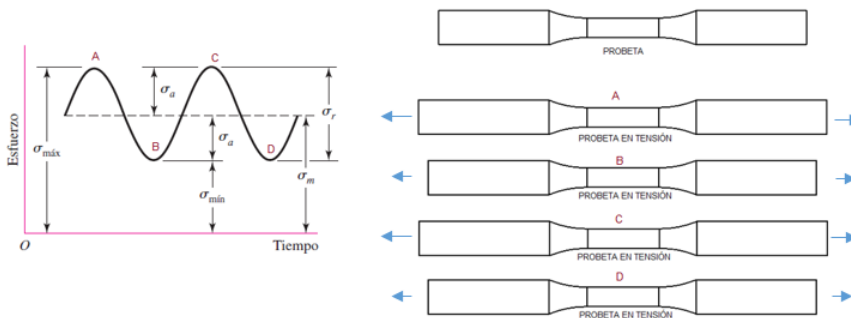 A
C
σa
σr
Esfuerzo
σmáx
B
σa
D
σm
σmín
O
Tiempo
PROBETA
A
PROBETA EN TENSIÓN
B
PROBETA EN TENSIÓN
C
PROBETA EN TENSIÓN
D
PROBETA EN TENSIÓN